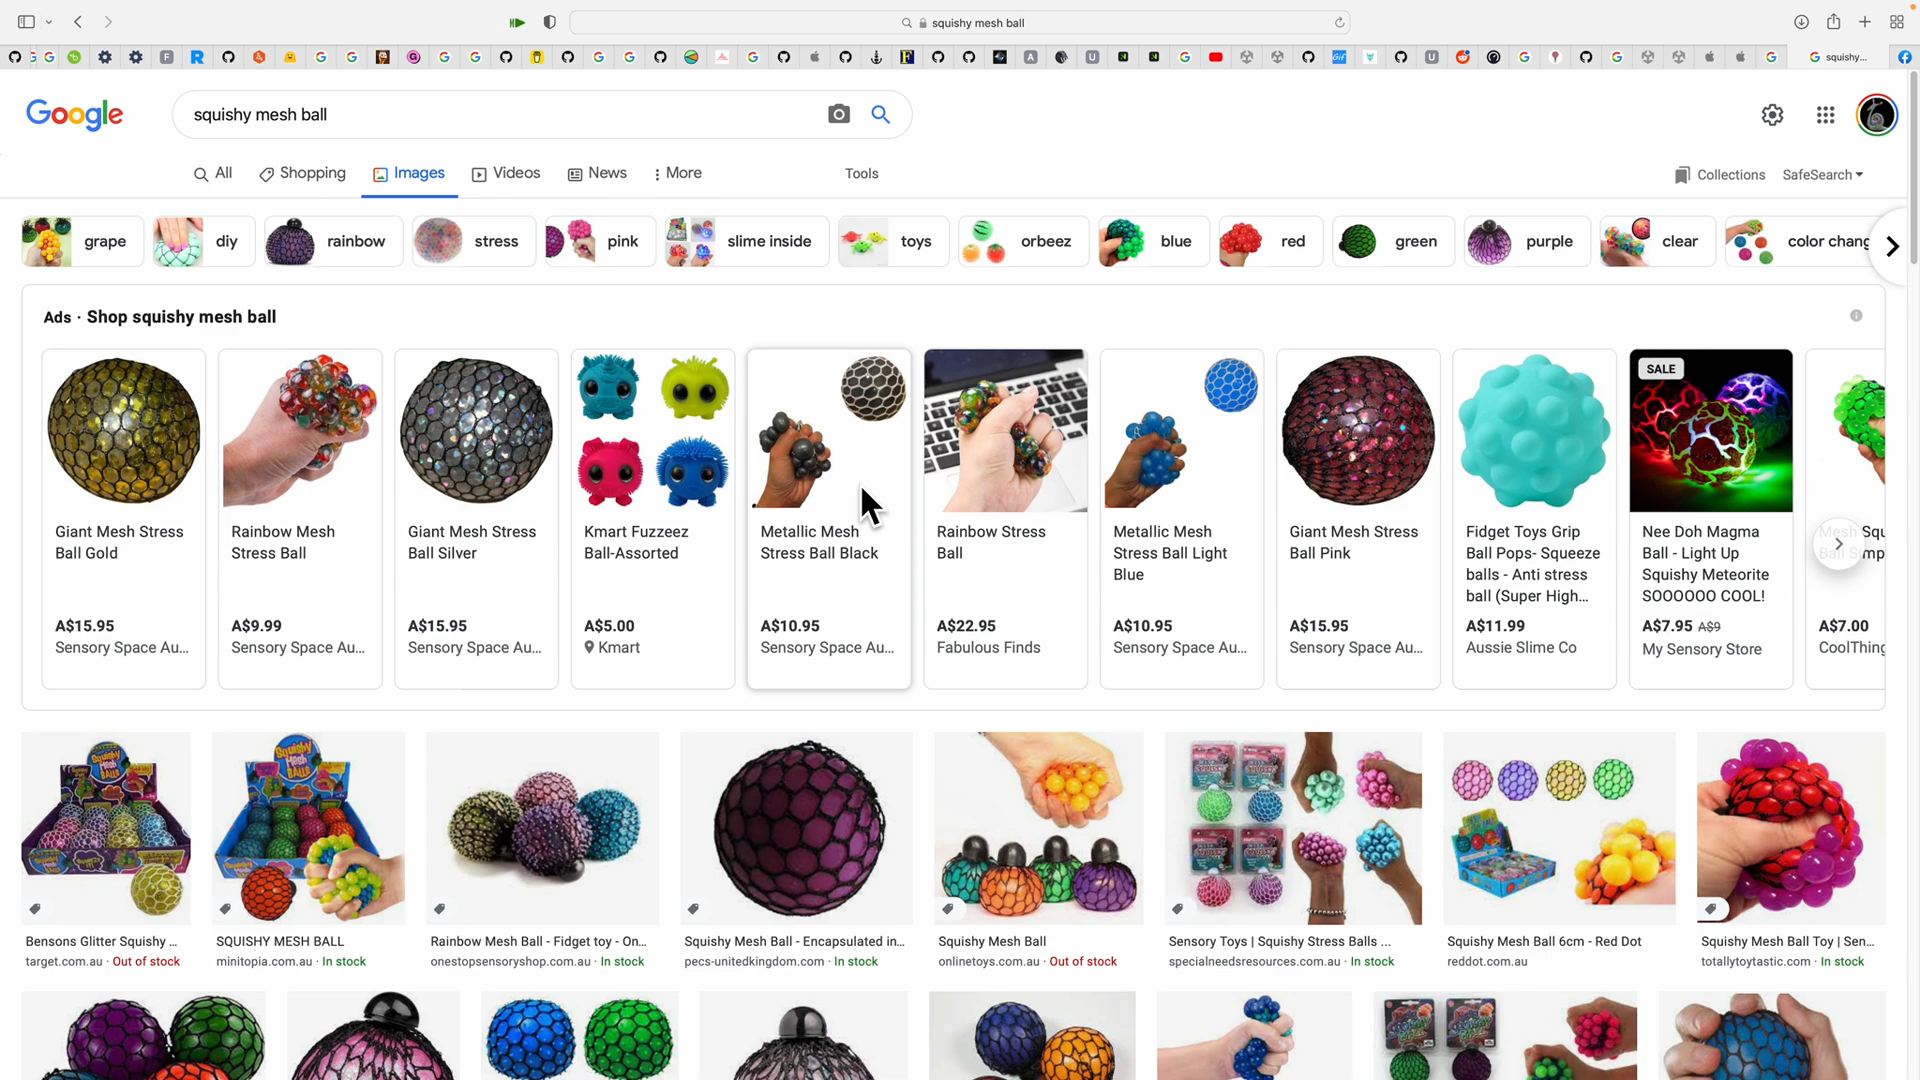 squishy mesh ball
squishy...
Google
squishy mesh ball
All
Shopping
Images
Videos
News
More
Tools
Collections
SafeSearch
grape
diy
rainbow
stress
pink
slime inside
toys
orbeez
blue
red
green
purple
clear
color chang
Ads · Shop squishy mesh ball
Giant Mesh Stress
Ball Gold
A$15.95
Sensory Space Au...
Rainbow Mesh
Stress Ball
A$9.99
Sensory Space Au...
Giant Mesh Stress
Ball Silver
A$15.95
Sensory Space Au...
Kmart Fuzzeez
Ball-Assorted
A$5.00
Kmart
Metallic Mesh
Stress Ball Black
A$10.95
Sensory Space Au...
Rainbow Stress
Ball
A$22.95
Fabulous Finds
Metallic Mesh
Stress Ball Light
Blue
A$10.95
Sensory Space Au...
Giant Mesh Stress
Ball Pink
A$15.95
Sensory Space Au...
Fidget Toys Grip
Ball Pops- Squeeze
balls - Anti stress
ball (Super High...
A$11.99
Aussie Slime Co
SALE
Nee Doh Magma
Ball - Light Up
Squishy Meteorite
SOOOOOO COOL!
A$7.95 A$9
My Sensory Store
Mesh Squ
Ball Simp
A$7.00
CoolThing
Squishy
Mesh
BALLS
Bensons Glitter Squishy ...
target.com.au · Out of stock
Squishy
Mesh
BALLS
SQUISHY MESH BALL
minitopia.com · In stock
Rainbow Mesh Ball - Fidget toy - On...
onestopsensoryshop.com.au · In stock
Squishy Mesh Ball - Encapsulated in...
pecs-unitedkingdom.com · In stock
Squishy Mesh Ball
onlinetoys.com.au · Out of stock
Sensory Toys | Squishy Stress Balls ...
specialneedsresources.com.au · In stock
Squishy Mesh Ball 6cm - Red Dot
reddot.com.au
Squishy Mesh Ball Toy | Sen...
totallytoytastic.com · In stock